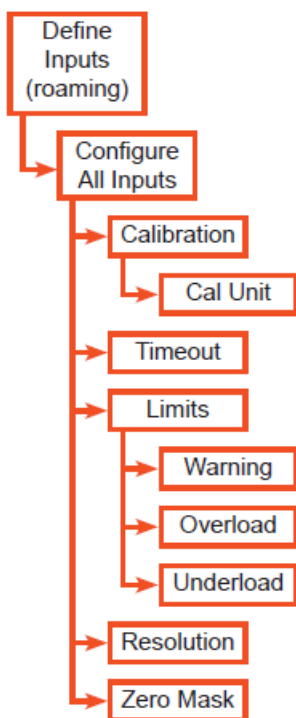 Define
Inputs
(roaming)
Configure
All Inputs
Calibration
Cal Unit
Timeout
Limits
Warning
Overload
Underload
Resolution
Zero Mask